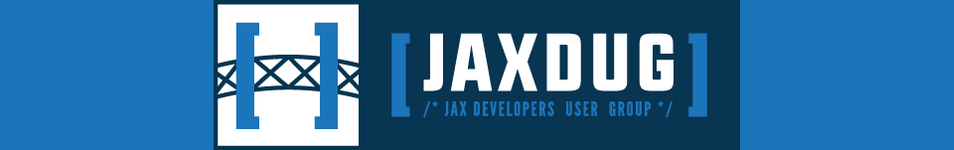 [JAXDUG]
/* JAX DEVELOPERS USER GROUP */